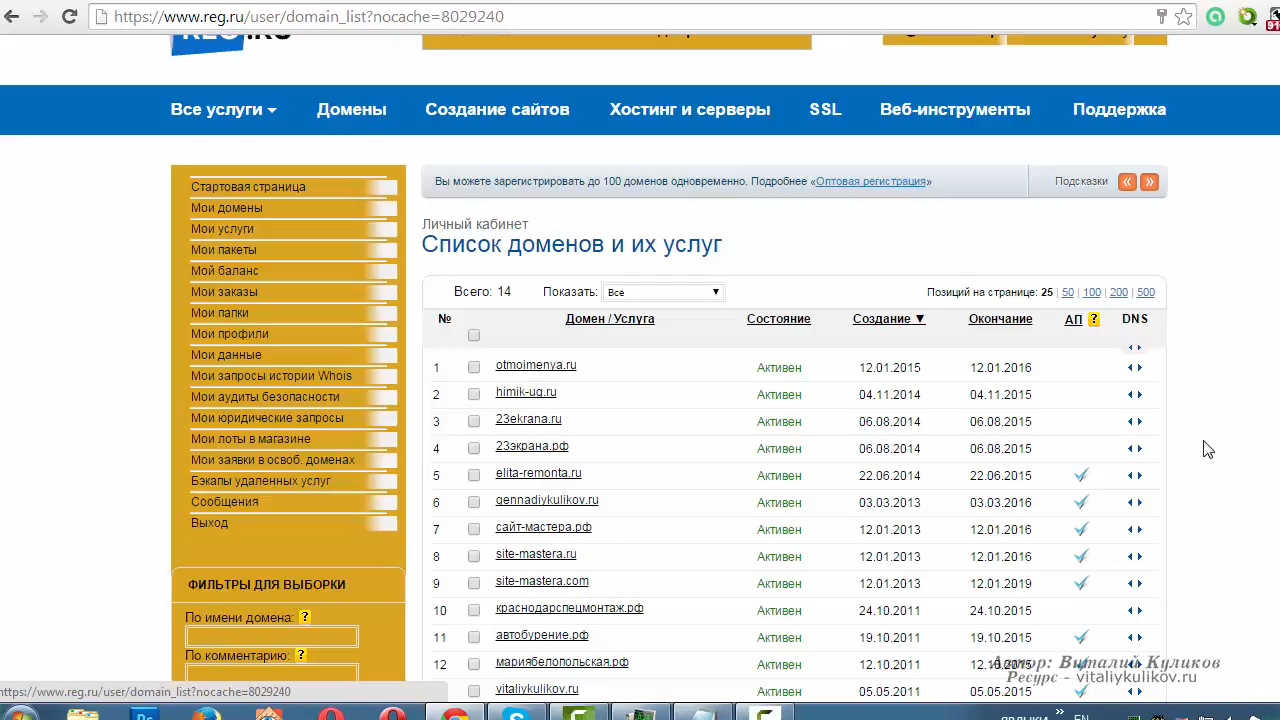 https://www.reg.ru/user/domain_list?nocache=8029240
91
Все услуги Домены Создание сайтов Хостинг и серверы SSL Веб-инструменты Поддержка
Стартовая страница
Мои домены
Мои услуги
Мои пакеты
Мой баланс
Мои заказы
Мои папки
Мои профили
Мои данные
Мои запросы истории Whois
Мои аудиты безопасности
Мои юридические запросы
Мои лоты в магазине
Мои заявки в освоб. доменах
Бэкапы удаленных услуг
Сообщения
Выход
ФИЛЬТРЫ ДЛЯ ВЫБОРКИ
По имени домена: ?
По комментарию: ?
Вы можете зарегистрировать до 100 доменов одновременно. Подробнее «Оптовая регистрация»
Подсказки « »
Личный кабинет
Список доменов и их услуг
Всего: 14 Показать: Все Позиций на странице: 25 | 50 | 100 | 200 | 500
№ Домен / Услуга Состояние Создание ▼ Окончание АП ? DNS
1 otmoimenya.ru Активен 12.01.2015 12.01.2016
2 himik-ug.ru Активен 04.11.2014 04.11.2015
3 23ekrana.ru Активен 06.08.2014 06.08.2015
4 23экрана.рф Активен 06.08.2014 06.08.2015
5 elita-remonta.ru Активен 22.06.2014 22.06.2015
6 gennadiykulikov.ru Активен 03.03.2013 03.03.2016
7 сайт-мастера.рф Активен 12.01.2013 12.01.2016
8 site-mastera.ru Активен 12.01.2013 12.01.2016
9 site-mastera.com Активен 12.01.2013 12.01.2019
10 краснодарспецмонтаж.рф Активен 24.10.2011 24.10.2015
11 автобурение.рф Активен 19.10.2011 19.10.2015
12 мариябелопольская.рф Активен 12.10.2011 12.10.2015
vitaliykulikov.ru Активен 05.05.2011 05.05.2015
Автор: Виталий Куликов
Ресурс - vitaliykulikov.ru
https://www.reg.ru/user/domain_list?nocache=8029240
Ps
ярлыки » EN